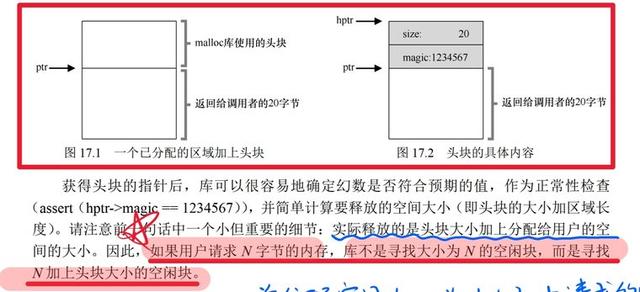 hptr
size: 20
malloc库使用的头块
magic:1234567
ptr
ptr
返回给调用者的20字节
返回给调用者的20字节
图 17.1 一个已分配的区域加上头块
图 17.2 头块的具体内容
获得头块的指针后，库可以很容易地确定幻数是否符合预期的值，作为正常性检查
（assert（hptr->magic == 1234567）），并简单计算要释放的空间大小（即头块的大小加区域长
度）。请注意前一句话中一个小但重要的细节：实际释放的是头块大小加上分配给用户的空
间的大小。因此，如果用户请求 N 字节的内存，库不是寻找大小为 N 的空闲块，而是寻找
N 加上头块大小的空闲块。